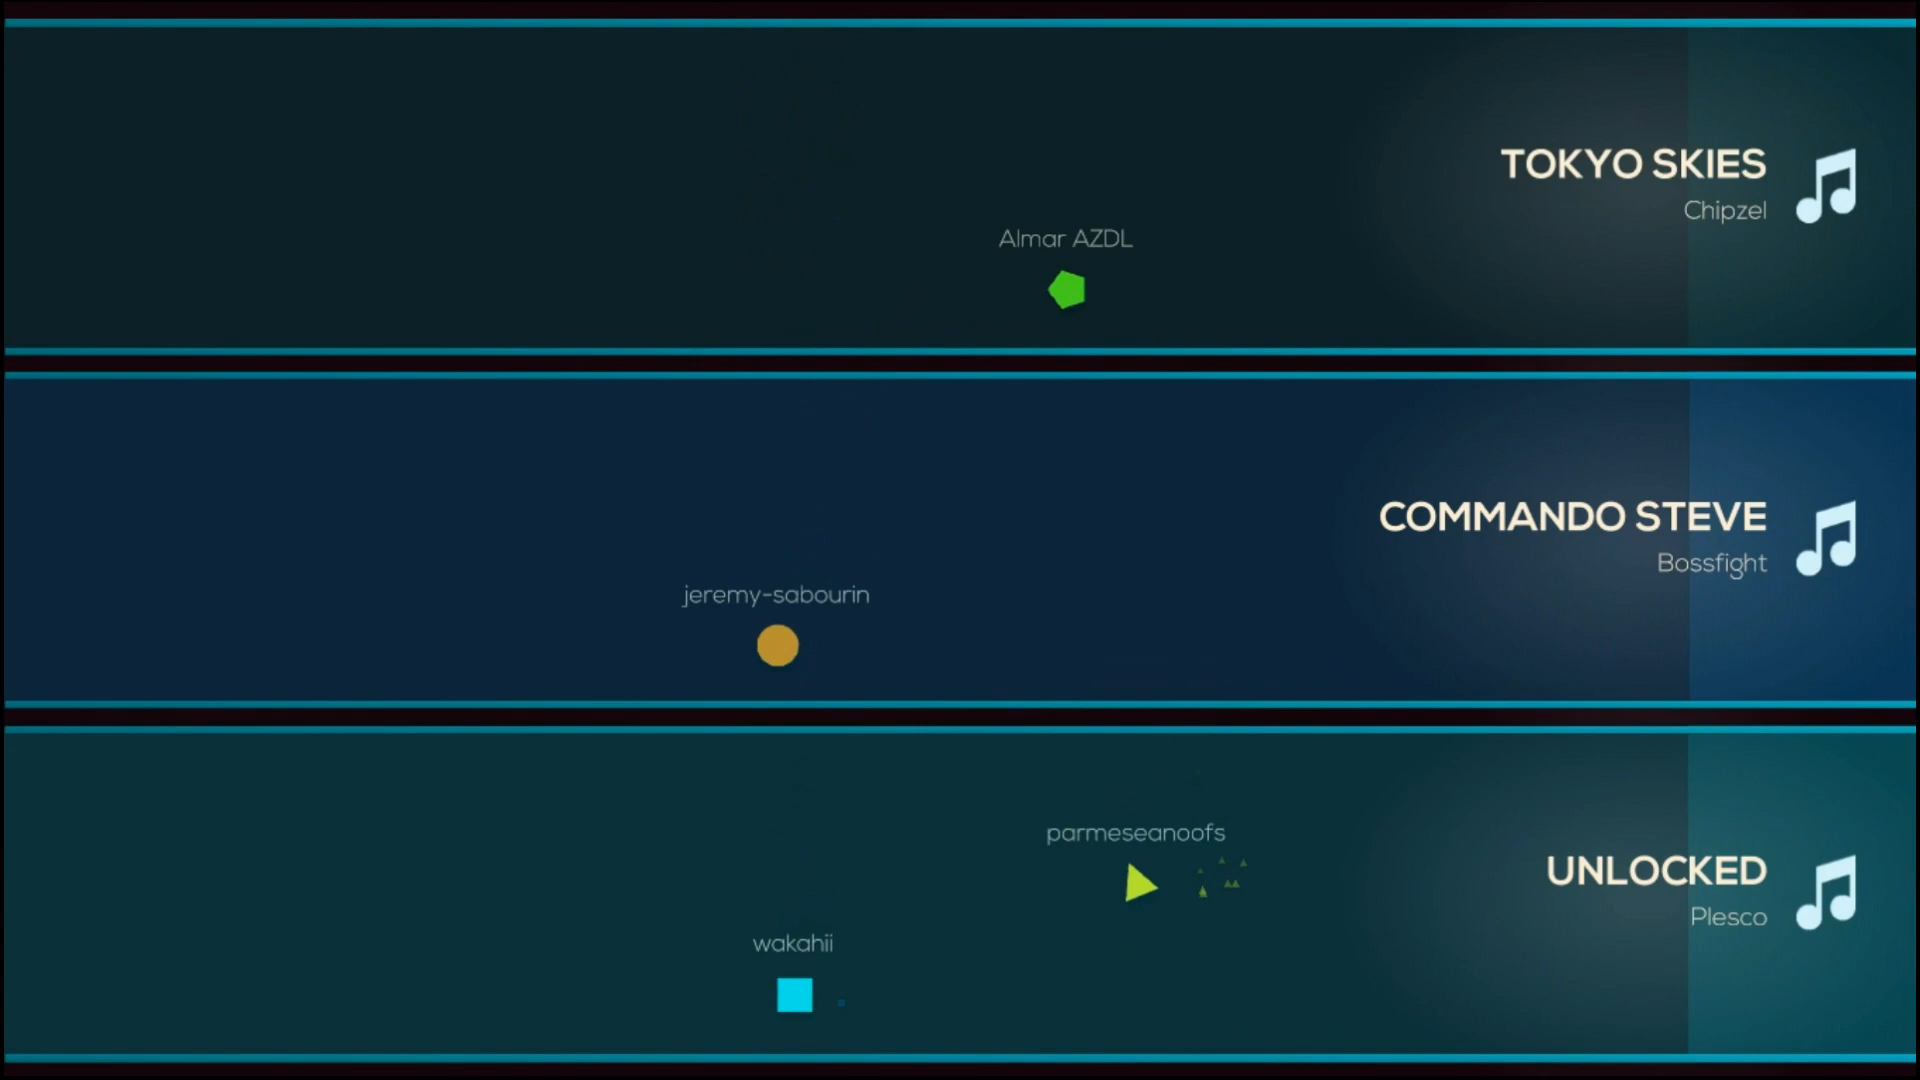 TOKYO SKIES
Chipzel
Almar AZDL
COMMANDO STEVE
Bossfight
jeremy-sabourin
parmeseanoofs
UNLOCKED
Plesco
wakahii